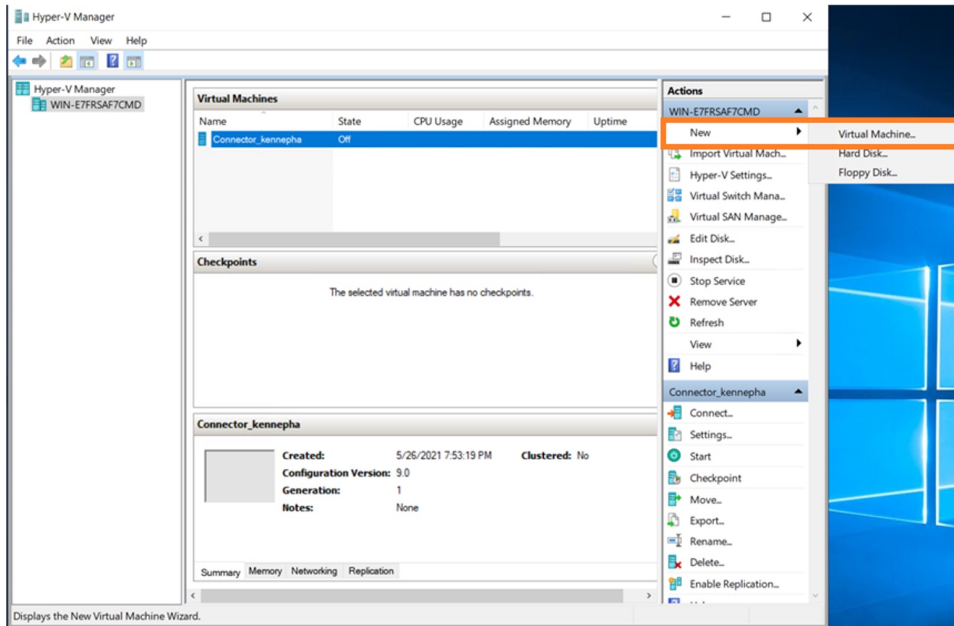 Hyper-V Manager
File Action View Help
Hyper-V Manager
WIN-E7FRSAF7CMD
Virtual Machines
Name State CPU Usage Assigned Memory Uptime
Connector_kennepha Off
Checkpoints
The selected virtual machine has no checkpoints.
Connector_kennepha
Created: 5/26/2021 7:53:19 PM Clustered: No
Configuration Version: 9.0
Generation: 1
Notes: None
Summary Memory Networking Replication
Actions
WIN-E7FRSAF7CMD
New
Import Virtual Mach...
Hyper-V Settings...
Virtual Switch Mana...
Virtual SAN Manage...
Edit Disk...
Inspect Disk...
Stop Service
Remove Server
Refresh
View
Help
Connector_kennepha
Connect...
Settings...
Start
Checkpoint
Move...
Export...
Rename...
Delete...
Enable Replication...
Virtual Machine...
Hard Disk...
Floppy Disk...
Displays the New Virtual Machine Wizard.